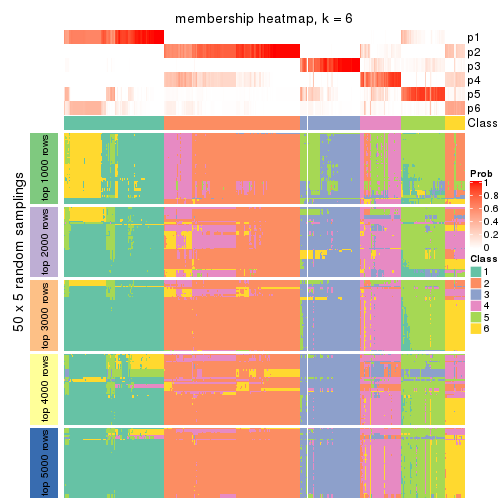 membership heatmap, k = 6
p1
p2
p3
p4
p5
p6
Class
50 x 5 random samplings
top 1000 rows
top 2000 rows
top 3000 rows
top 4000 rows
top 5000 rows
Prob
1
0.8
0.6
0.4
0.2
0
Class
1
2
3
4
5
6